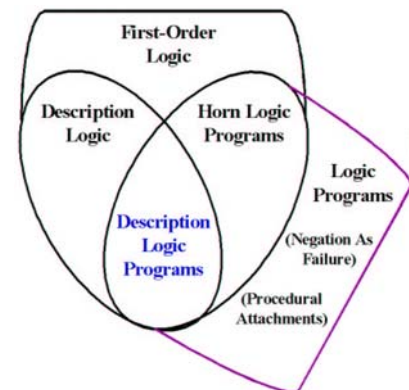 First-Order
Logic
Description
Logic
Horn Logic
Programs
Logic
Programs
Description
Logic
Programs
(Negation As
Failure)
(Procedural
Attachments)